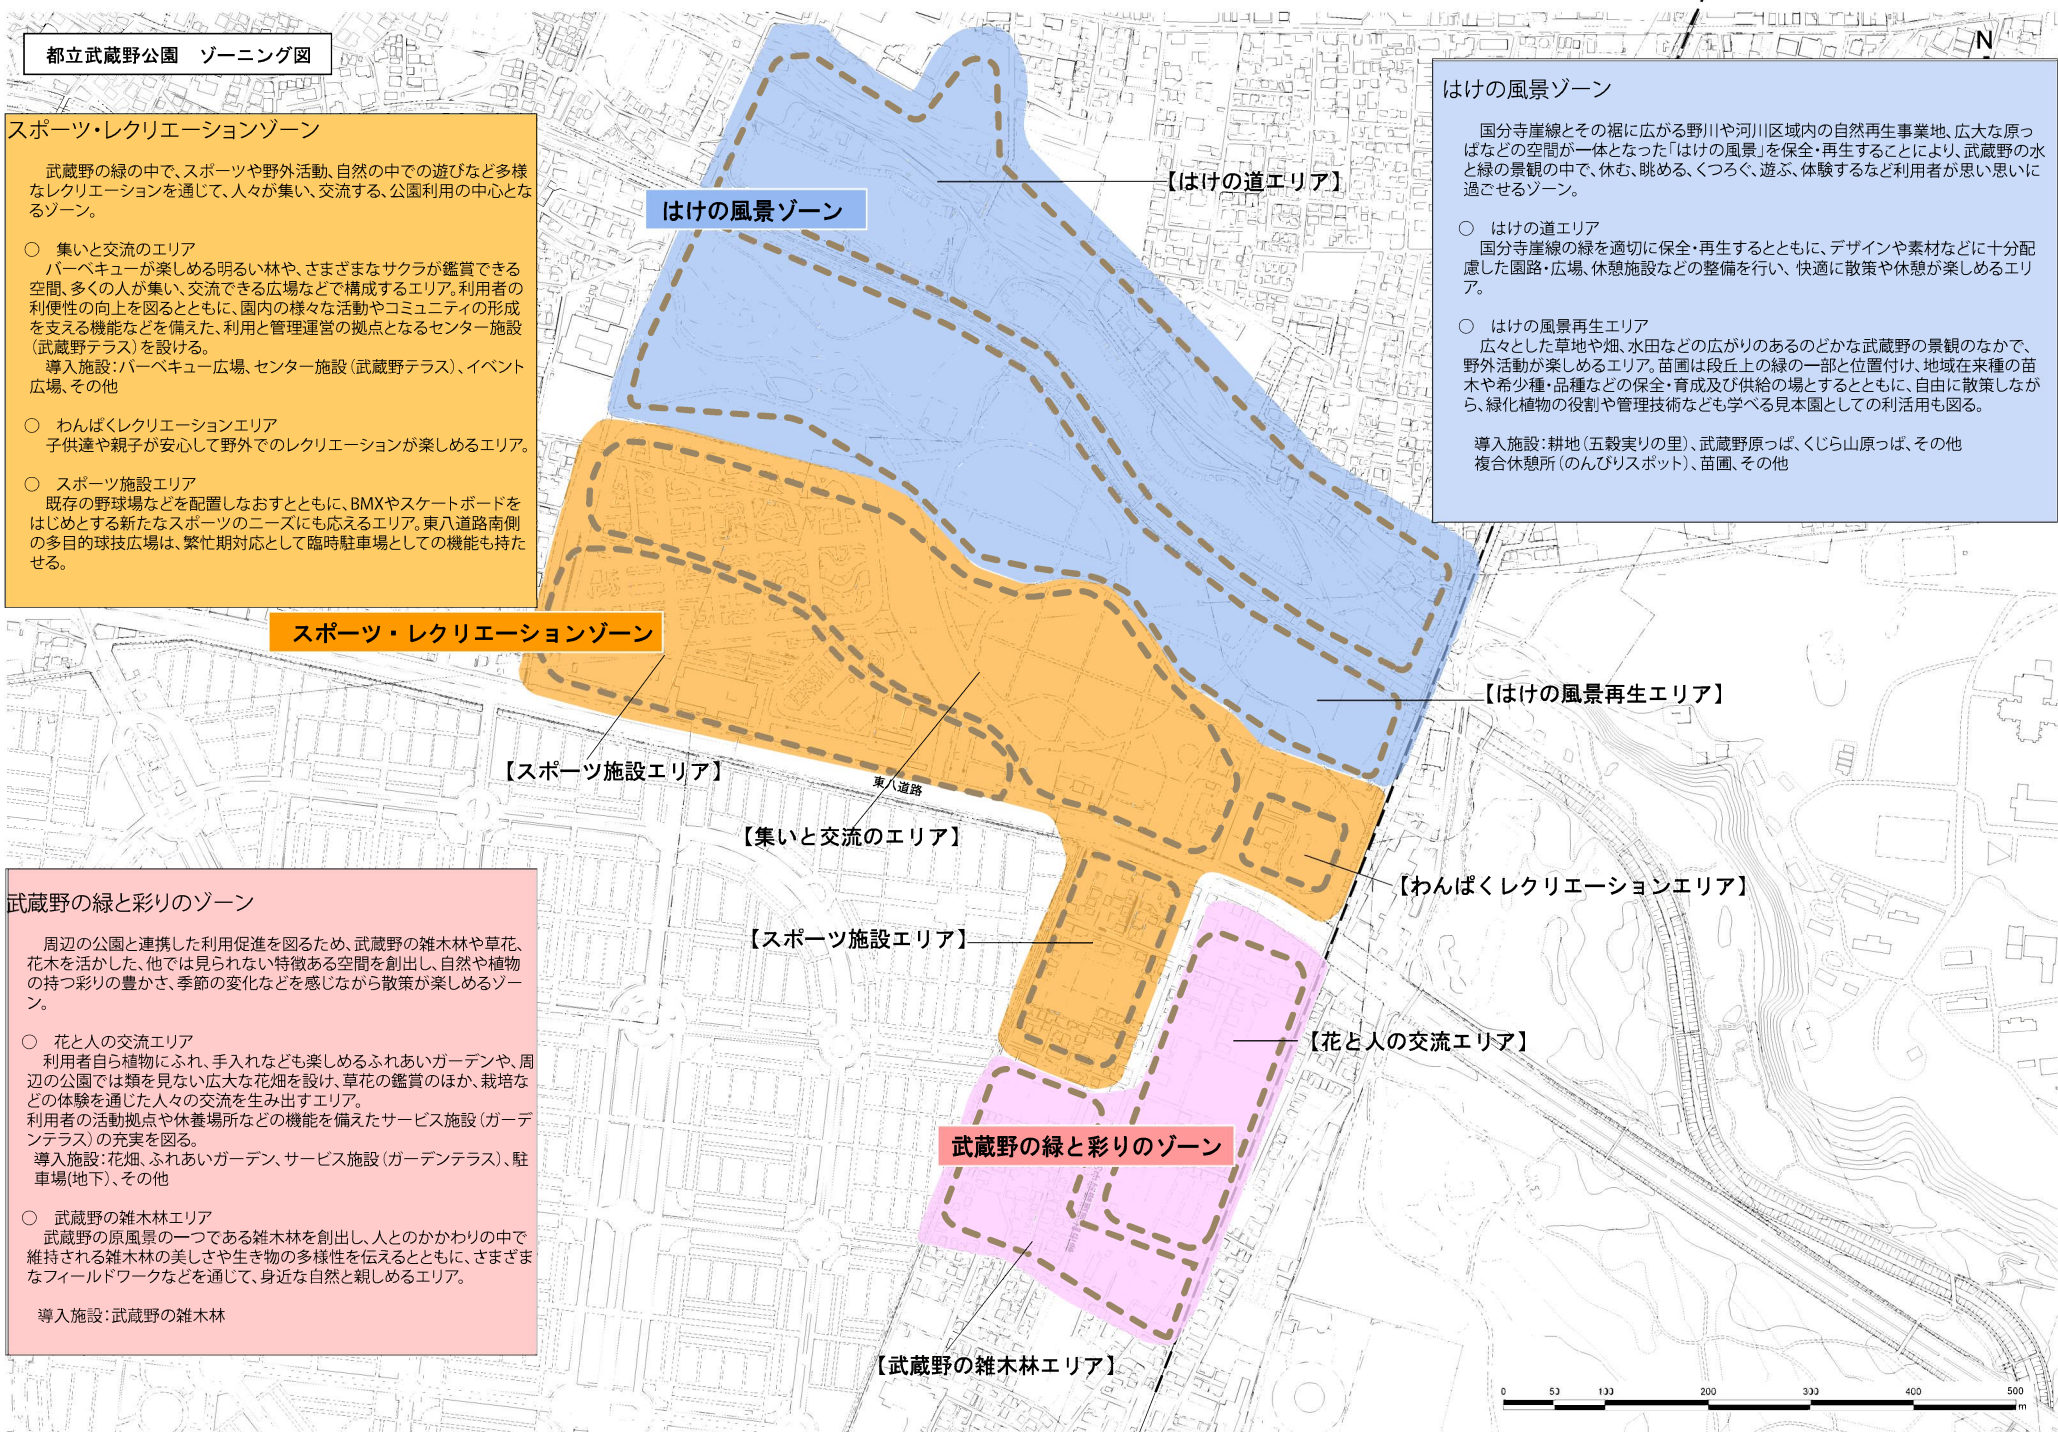 都立武蔵野公園　ゾーニング図
N
スポーツ・レクリエーションゾーン
武蔵野の緑の中で、スポーツや野外活動、自然の中での遊びなど多様
なレクリエーションを通じて、人々が集い、交流する、公園利用の中心とな
るゾーン。
○　集いと交流のエリア
バーベキューが楽しめる明るい林や、さまざまなサクラが鑑賞できる
空間、多くの人が集い、交流できる広場などで構成するエリア。利用者の
利便性の向上を図るとともに、園内の様々な活動やコミュニティの形成
を支える機能などを備えた、利用と管理運営の拠点となるセンター施設
（武蔵野テラス）を設ける。
導入施設：バーベキュー広場、センター施設（武蔵野テラス）、イベント
広場、その他
○　わんぱくレクリエーションエリア
子供達や親子が安心して野外でのレクリエーションが楽しめるエリア。
○　スポーツ施設エリア
既存の野球場などを配置しなおすとともに、BMXやスケートボードを
はじめとする新たなスポーツのニーズにも応えるエリア。東八道路南側
の多目的球技広場は、繁忙期対応として臨時駐車場としての機能も持た
せる。
はけの風景ゾーン
国分寺崖線とその裾に広がる野川や河川区域内の自然再生事業地、広大な原っ
ぱなどの空間が一体となった「はけの風景」を保全・再生することにより、武蔵野の水
と緑の景観の中で、休む、眺める、くつろぐ、遊ぶ、体験するなど利用者が思い思いに
過ごせるゾーン。
○　はけの道エリア
国分寺崖線の緑を適切に保全・再生するとともに、デザインや素材などに十分配
慮した園路・広場、休憩施設などの整備を行い、快適に散策や休憩が楽しめるエリ
ア。
○　はけの風景再生エリア
広々とした草地や畑、水田などの広がりのあるのどかな武蔵野の景観のなかで、
野外活動が楽しめるエリア。苗圃は段丘上の緑の一部と位置付け、地域在来種の苗
木や希少種・品種などの保全・育成及び供給の場とするとともに、自由に散策しなが
ら、緑化植物の役割や管理技術なども学べる見本園としての利活用も図る。
導入施設：耕地（五穀実りの里）、武蔵野原っぱ、くじら山原っぱ、その他
複合休憩所（のんびりスポット）、苗圃、その他
【はけの道エリア】
はけの風景ゾーン
スポーツ・レクリエーションゾーン
【はけの風景再生エリア】
【スポーツ施設エリア】
東八道路
【集いと交流のエリア】
【わんぱくレクリエーションエリア】
【スポーツ施設エリア】
【花と人の交流エリア】
武蔵野の緑と彩りのゾーン
【武蔵野の雑木林エリア】
武蔵野の緑と彩りのゾーン
周辺の公園と連携した利用促進を図るため、武蔵野の雑木林や草花、
花木を活かした、他では見られない特徴ある空間を創出し、自然や植物
の持つ彩りの豊かさ、季節の変化などを感じながら散策が楽しめるゾー
ン。
○　花と人の交流エリア
利用者自ら植物にふれ、手入れなども楽しめるふれあいガーデンや、周
辺の公園では類を見ない広大な花畑を設け、草花の鑑賞のほか、栽培な
どの体験を通じた人々の交流を生み出すエリア。
利用者の活動拠点や休養場所などの機能を備えたサービス施設（ガーデ
ンテラス）の充実を図る。
導入施設：花畑、ふれあいガーデン、サービス施設（ガーデンテラス）、駐
車場(地下)、その他
○　武蔵野の雑木林エリア
武蔵野の原風景の一つである雑木林を創出し、人とのかかわりの中で
維持される雑木林の美しさや生き物の多様性を伝えるとともに、さまざま
なフィールドワークなどを通じて、身近な自然と親しめるエリア。
導入施設：武蔵野の雑木林
0 50 100 200 300 400 500
m